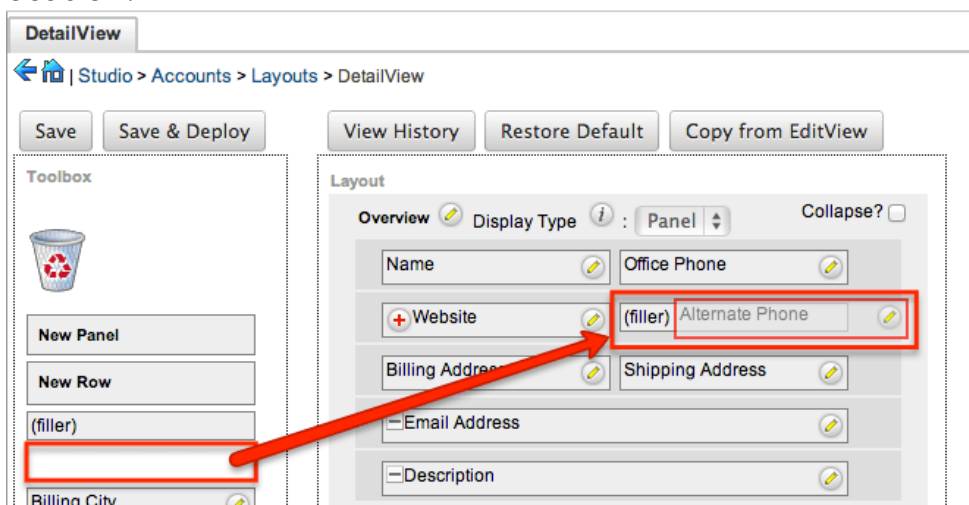 DetailView
| Studio > Accounts > Layouts > DetailView
Save Save & Deploy View History Restore Default Copy from EditView
Toolbox
Layout
Overview Display Type i : Panel Collapse?
Name Office Phone
Website (filler) Alternate Phone
New Panel
Billing Address Shipping Address
New Row
(filler)
Email Address
Description
Billing City